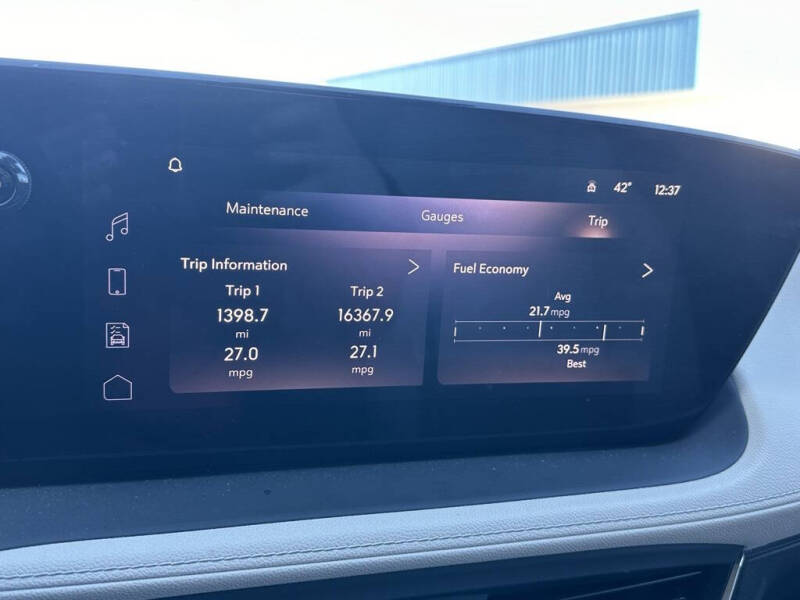 42° 12:37
Maintenance Gauges Trip
Trip Information
Trip 1 Trip 2
1398.7 16367.9
mi mi
27.0 27.1
mpg mpg
Fuel Economy
Avg
21.7 mpg
39.5 mpg
Best